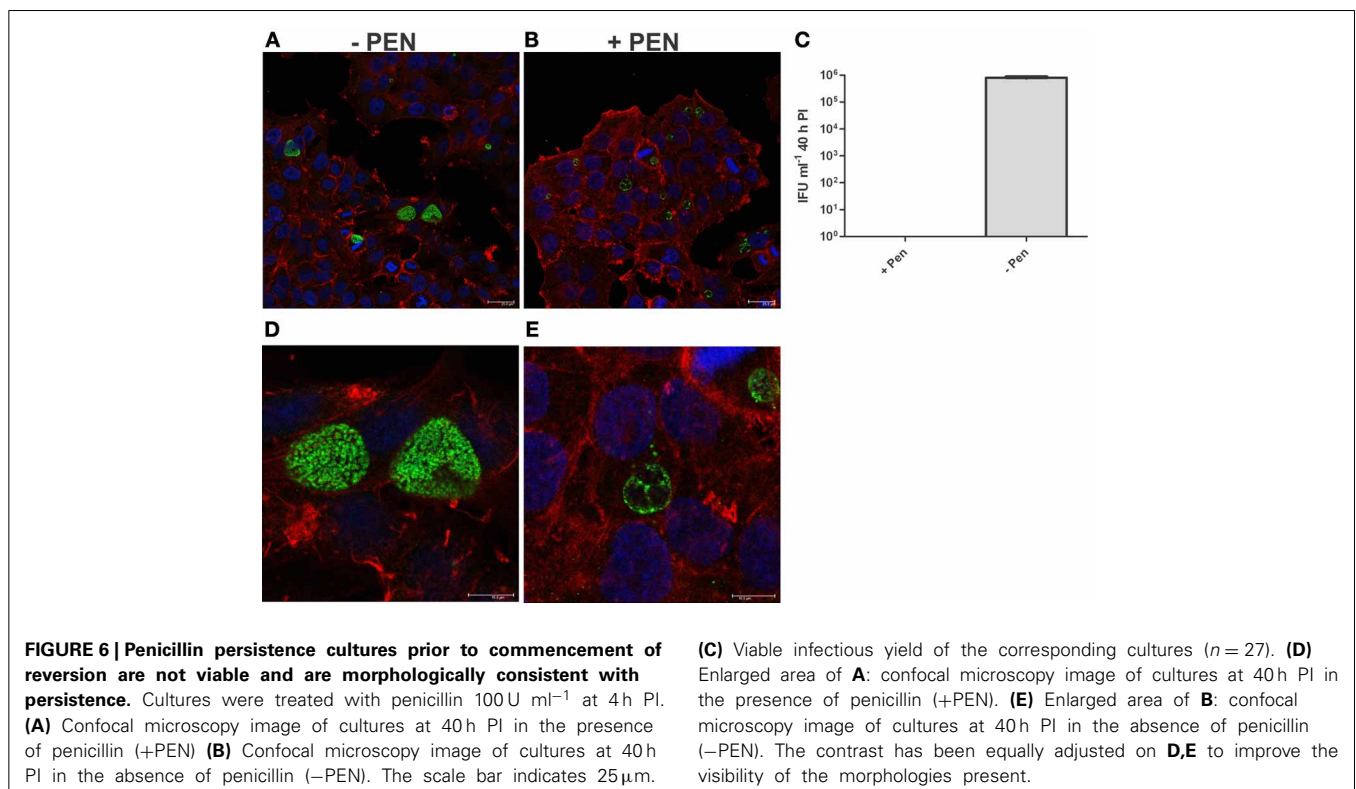 A
- PEN
B
+ PEN
C
IFU ml⁻¹ 40 h PI
10⁶
10⁵
10⁴
10³
10²
10¹
10⁰
+ Pen
- Pen
D
E
FIGURE 6 | Penicillin persistence cultures prior to commencement of
reversion are not viable and are morphologically consistent with
persistence. Cultures were treated with penicillin 100 U ml⁻¹ at 4 h PI.
(A) Confocal microscopy image of cultures at 40 h PI in the presence
of penicillin (+PEN) (B) Confocal microscopy image of cultures at 40 h
PI in the absence of penicillin (−PEN). The scale bar indicates 25 μm.
(C) Viable infectious yield of the corresponding cultures (n = 27). (D)
Enlarged area of A: confocal microscopy image of cultures at 40 h PI in
the presence of penicillin (+PEN). (E) Enlarged area of B: confocal
microscopy image of cultures at 40 h PI in the absence of penicillin
(−PEN). The contrast has been equally adjusted on D,E to improve the
visibility of the morphologies present.